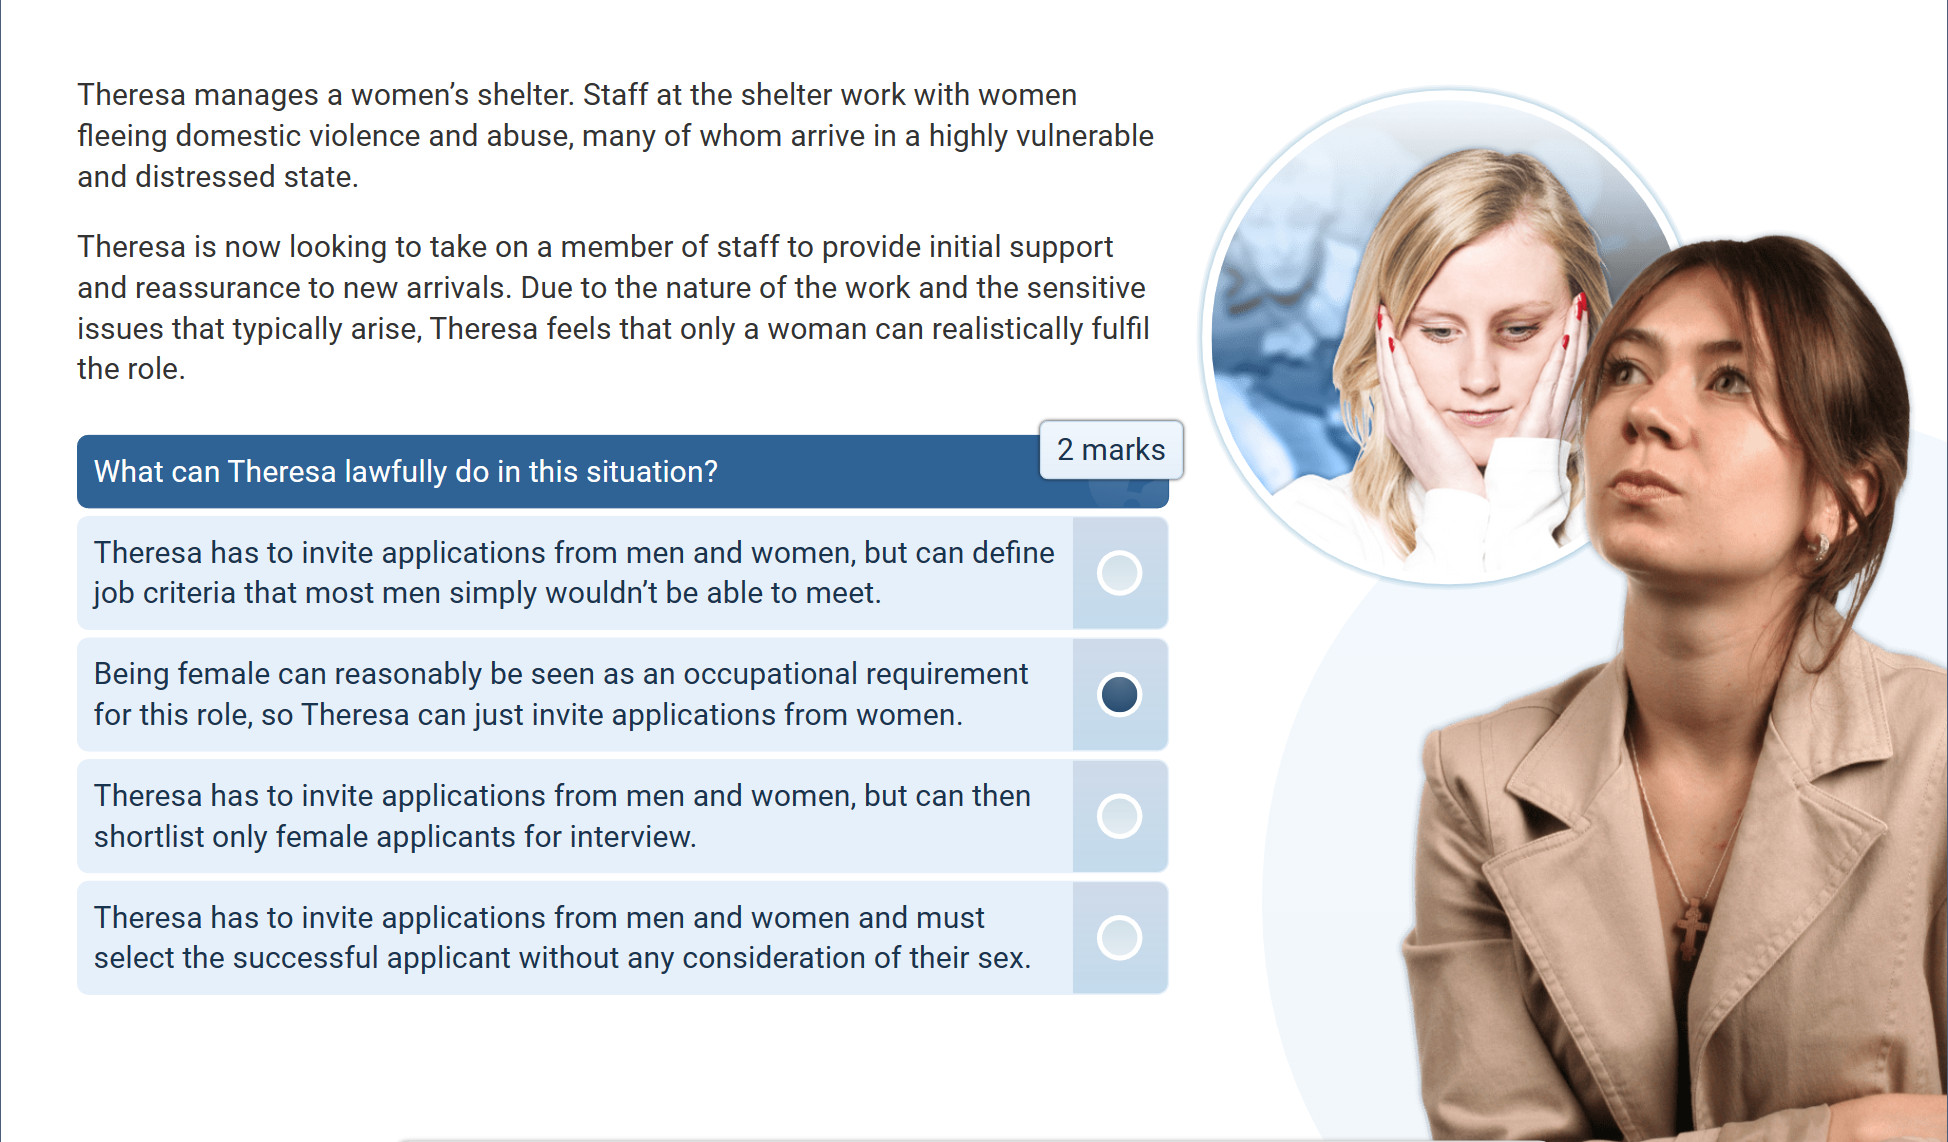 Theresa manages a women’s shelter. Staff at the shelter work with women
fleeing domestic violence and abuse, many of whom arrive in a highly vulnerable
and distressed state.
Theresa is now looking to take on a member of staff to provide initial support
and reassurance to new arrivals. Due to the nature of the work and the sensitive
issues that typically arise, Theresa feels that only a woman can realistically fulfil
the role.
2 marks
What can Theresa lawfully do in this situation?
Theresa has to invite applications from men and women, but can define
job criteria that most men simply wouldn’t be able to meet.
Being female can reasonably be seen as an occupational requirement
for this role, so Theresa can just invite applications from women.
Theresa has to invite applications from men and women, but can then
shortlist only female applicants for interview.
Theresa has to invite applications from men and women and must
select the successful applicant without any consideration of their sex.